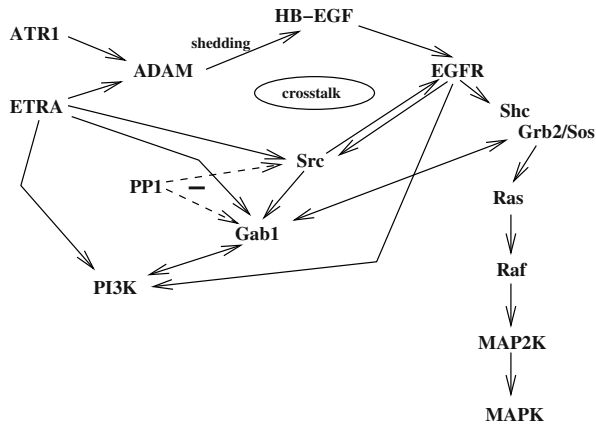 HB−EGF
ATR1
shedding
ADAM
EGFR
crosstalk
ETRA
Shc
Grb2/Sos
Src
PP1
Ras
Gab1
Raf
PI3K
MAP2K
MAPK